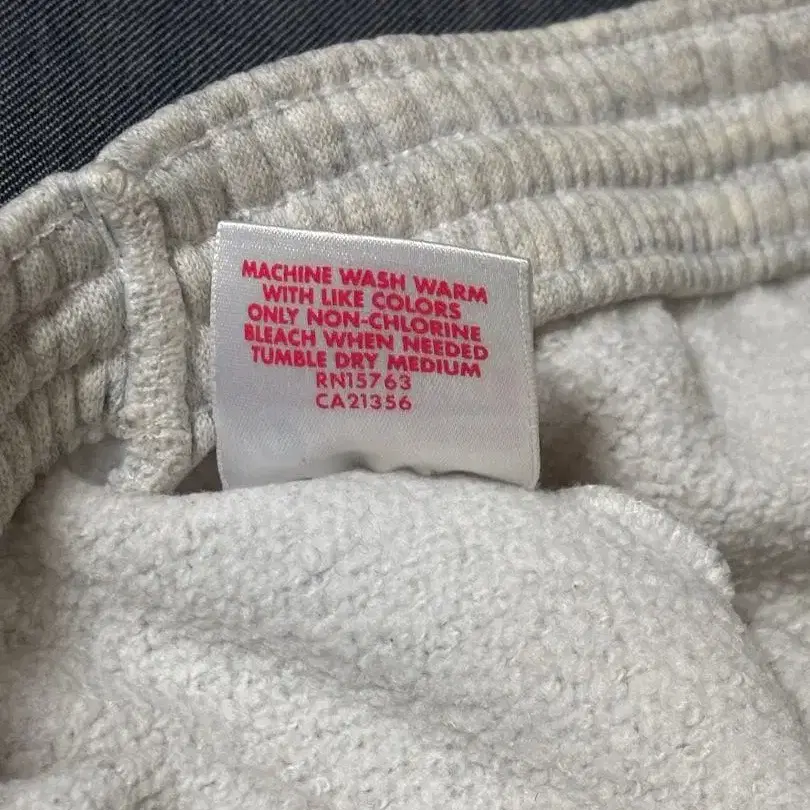 MACHINE WASH WARM
WITH LIKE COLORS
ONLY NON-CHLORINE
BLEACH WHEN NEEDED
TUMBLE DRY MEDIUM
RN15763
CA21356